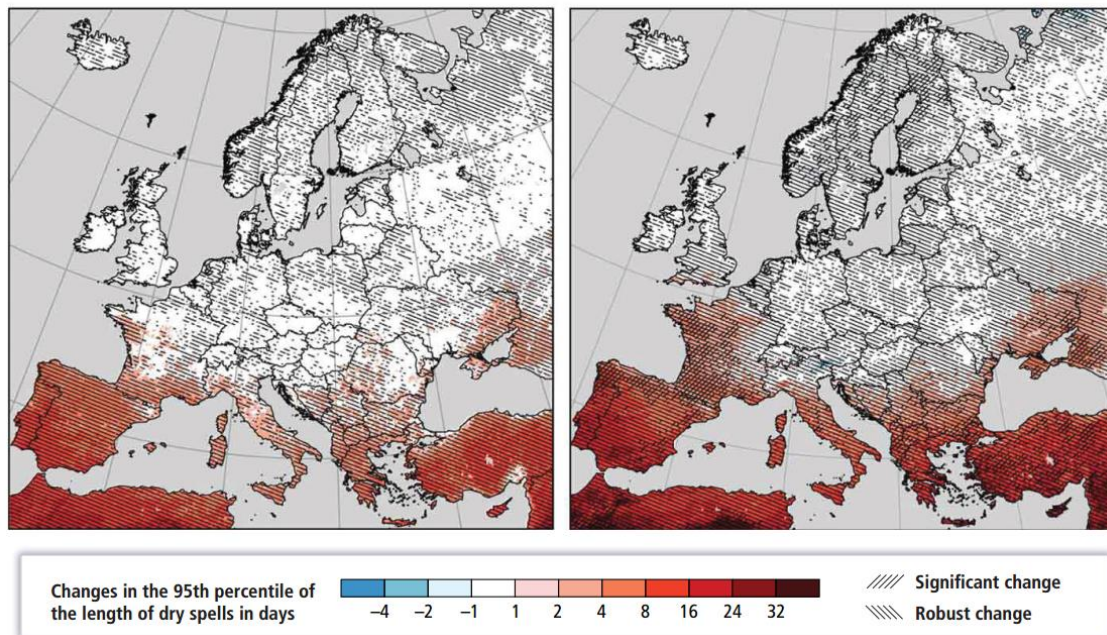 Changes in the 95th percentile of
the length of dry spells in days
−4 −2 −1 1 2 4 8 16 24 32
Significant change
Robust change